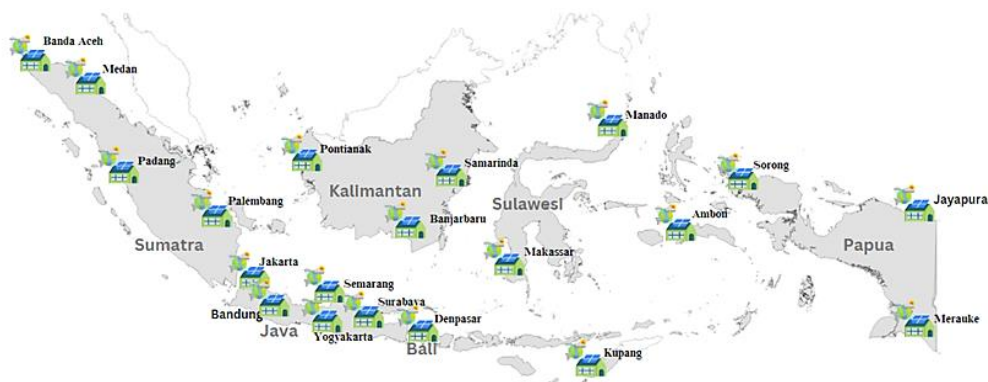 Banda Aceh
Medan
Manado
Padang
Pontianak
Samarinda
Sorong
Kalimantan
Sulawesi
Palembang
Jayapura
Banjarbaru
Ambon
Sumatra
Papua
Makassar
Jakarta
Semarang
Surabaya
Bandung
Denpasar
Merauke
Java
Yogyakarta
Bali
Kupang